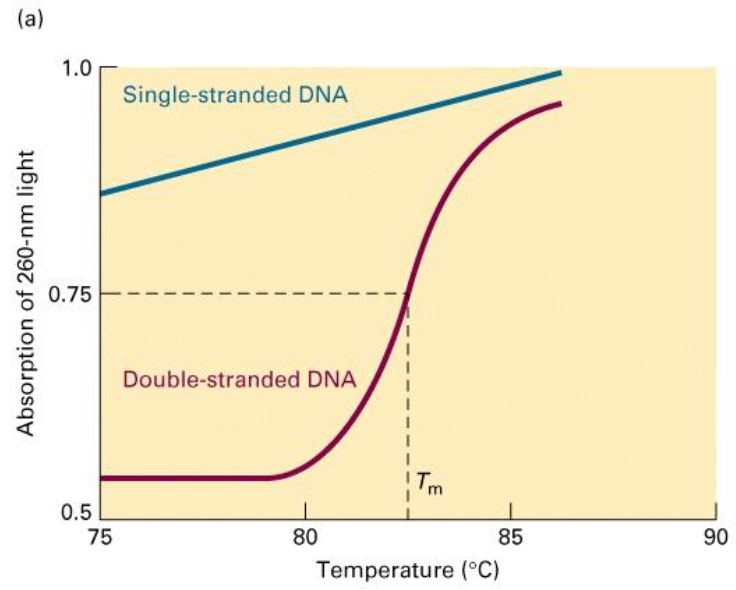 (a)
1.0
Single-stranded DNA
Absorption of 260-nm light
0.75
Double-stranded DNA
Tm
0.5
75
80
85
90
Temperature (°C)